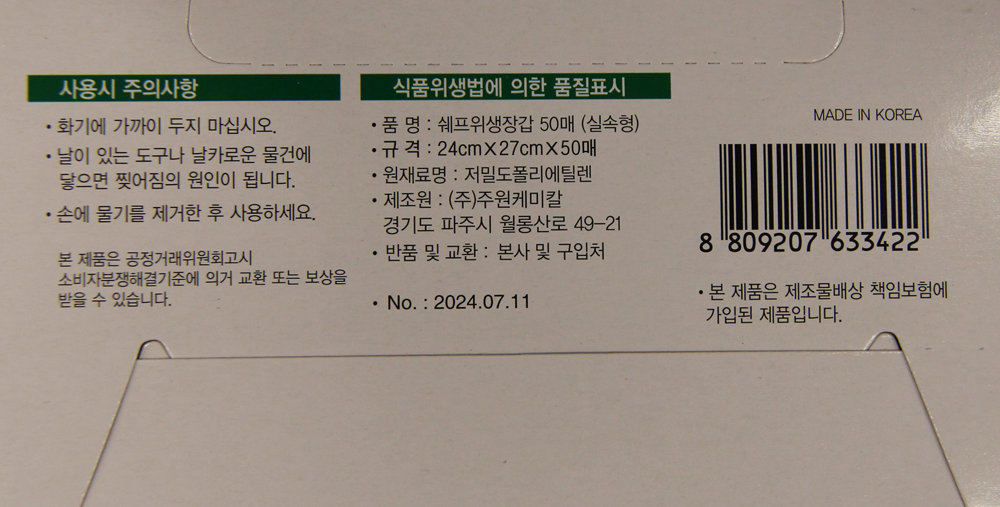 사용시 주의사항
• 화기에 가까이 두지 마십시오.
• 날이 있는 도구나 날카로운 물건에
닿으면 찢어짐의 원인이 됩니다.
• 손에 물기를 제거한 후 사용하세요.
본 제품은 공정거래위원회고시
소비자분쟁해결기준에 의거 교환 또는 보상을
받을 수 있습니다.
식품위생법에 의한 품질표시
• 품 명 : 쉐프위생장갑 50매 (실속형)
• 규 격 : 24cm×27cm×50매
• 원재료명 : 저밀도폴리에틸렌
• 제조원 : (주)주원케미칼
경기도 파주시 월롱산로 49-21
• 반품 및 교환 : 본사 및 구입처
• No. : 2024.07.11
MADE IN KOREA
8 809207 633422
• 본 제품은 제조물배상 책임보험에
가입된 제품입니다.